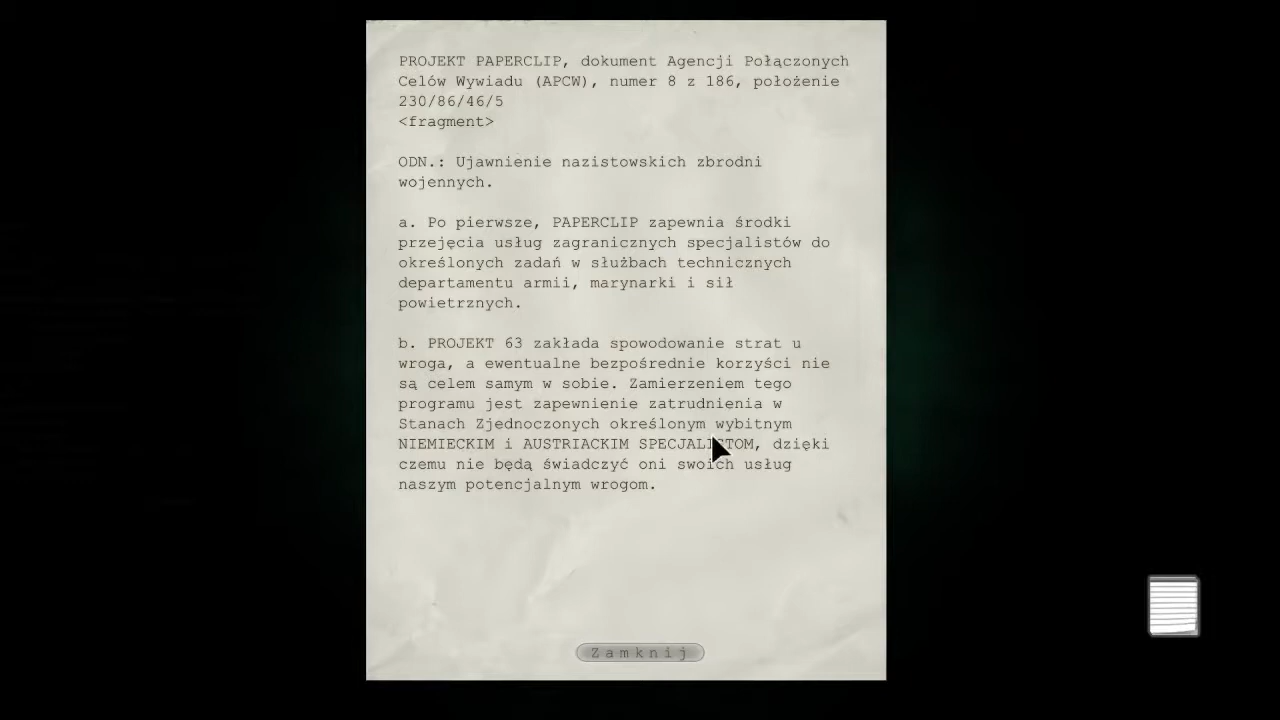 PROJEKT PAPERCLIP, dokument Agencji Połączonych
Celów Wywiadu (APCW), numer 8 z 186, położenie
230/86/46/5
<fragment>
ODN.: Ujawnienie nazistowskich zbrodni
wojennych.
a. Po pierwsze, PAPERCLIP zapewnia środki
przejęcia usług zagranicznych specjalistów do
określonych zadań w służbach technicznych
departamentu armii, marynarki i sił
powietrznych.
b. PROJEKT 63 zakłada spowodowanie strat u
wroga, a ewentualne bezpośrednie korzyści nie
są celem samym w sobie. Zamierzeniem tego
programu jest zapewnienie zatrudnienia w
Stanach Zjednoczonych określonym wybitnym
NIEMIECKIM i AUSTRIACKIM SPECJALISTOM, dzięki
czemu nie będą świadczyć oni swoich usług
naszym potencjalnym wrogom.
Zamknij